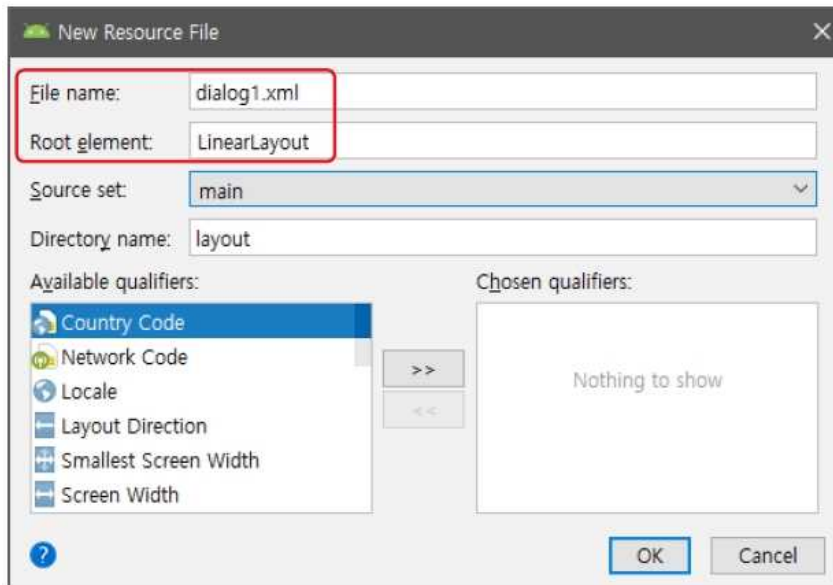 New Resource File
File name: dialog1.xml
Root element: LinearLayout
Source set: main
Directory name: layout
Available qualifiers: Chosen qualifiers:
Country Code
Network Code
Locale
Layout Direction
Smallest Screen Width
Screen Width
>>
<<
Nothing to show
?
OK Cancel